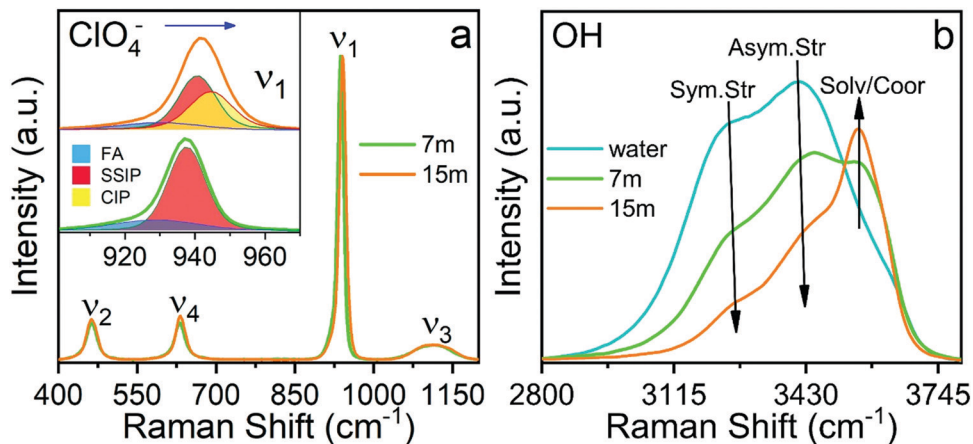 ClO₄⁻
a
ν₁
ν₁
FA
SSIP
CIP
920 940 960
7m
15m
ν₂
ν₄
ν₃
Intensity (a.u.)
400 550 700 850 1000 1150
Raman Shift (cm⁻¹)
OH
b
Asym.Str
Sym.Str
Solv/Coor
water
7m
15m
Intensity (a.u.)
2800 3115 3430 3745
Raman Shift (cm⁻¹)